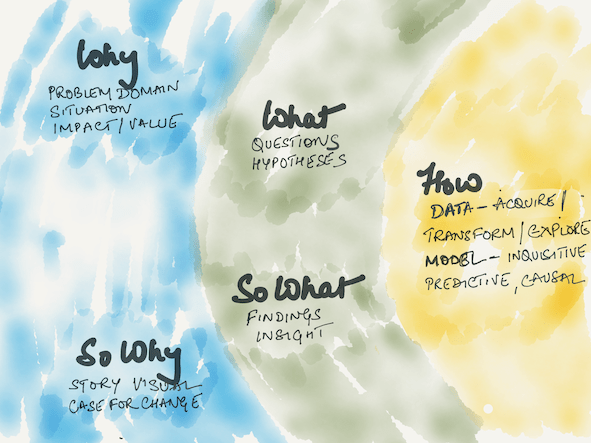 Why
PROBLEM DOMAIN
SITUATION
IMPACT/VALUE
What
QUESTIONS
HYPOTHESES
How
DATA - ACQUIRE/
TRANSFORM/EXPLORE
MODEL - INQUISITIVE
PREDICTIVE, CAUSAL
So What
FINDINGS
INSIGHT
So Why
STORY VISUAL
CASE FOR CHANGE